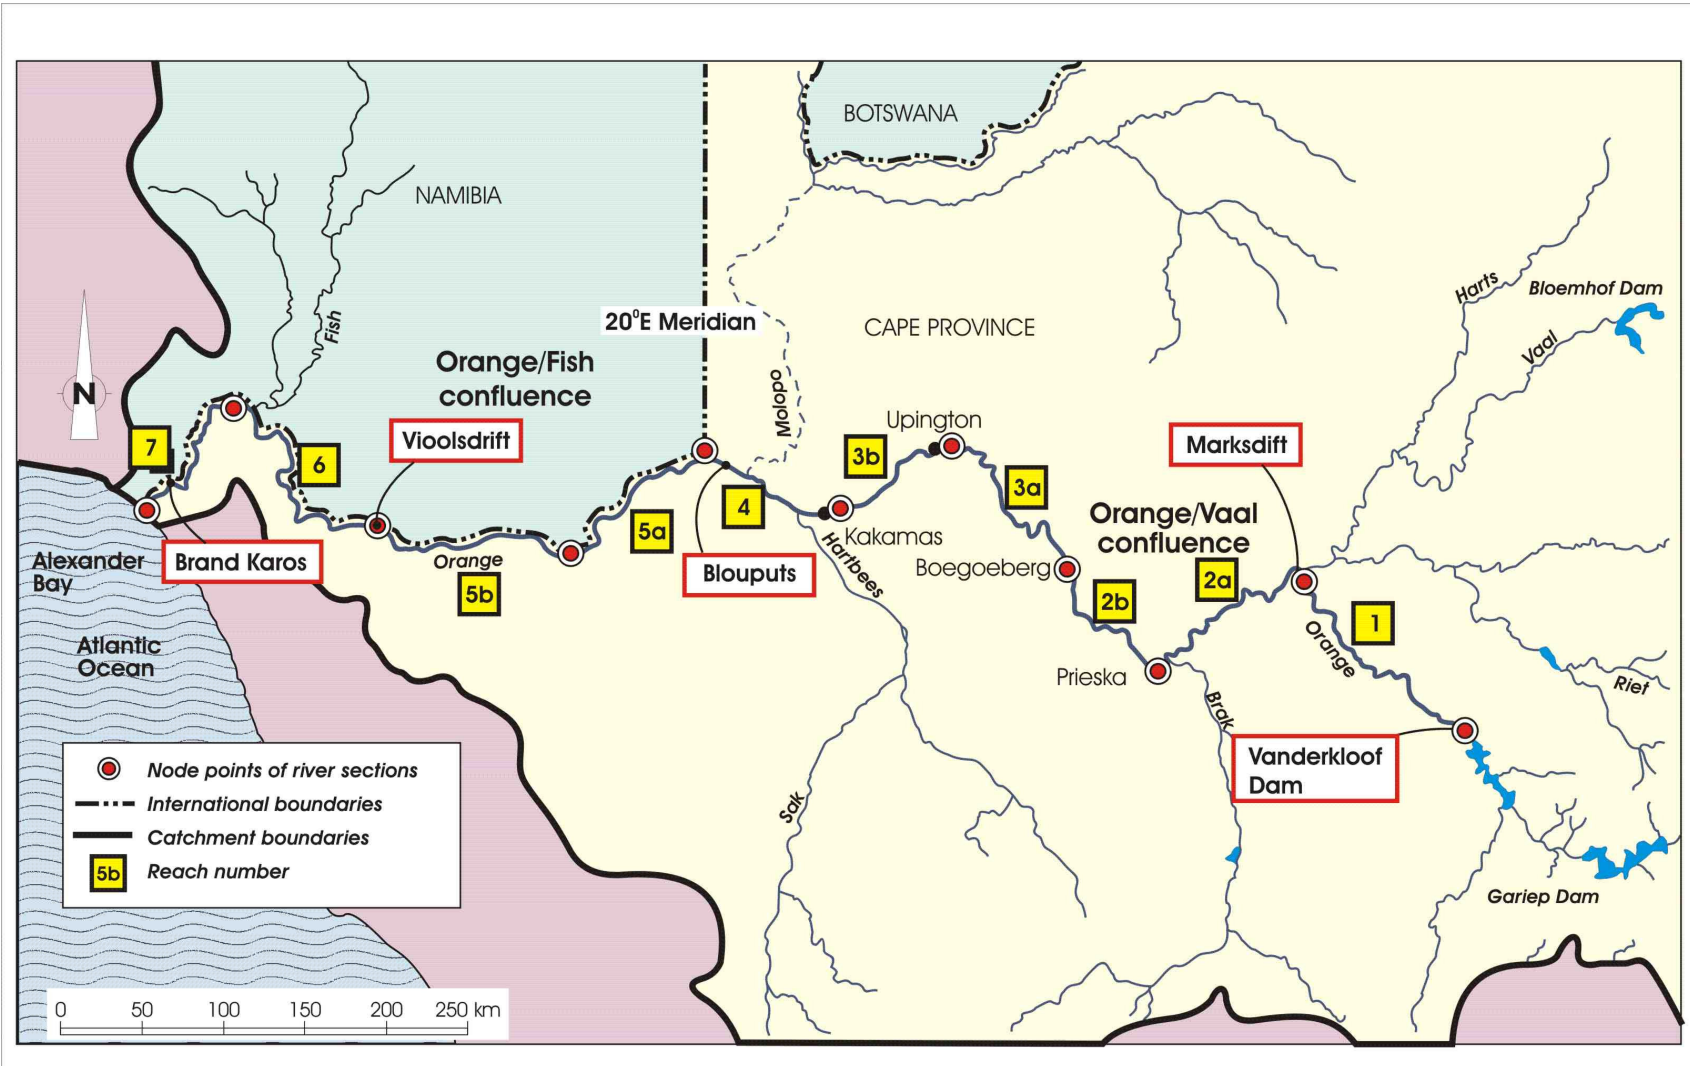 BOTSWANA
NAMIBIA
Harts
Bloemhof Dam
Fish
20°E Meridian
CAPE PROVINCE
Vaal
Orange/Fish
confluence
N
Molopo
Upington
7
Vioolsdrift
Marksdift
3b
6
3a
4
5a
Orange/Vaal
confluence
Kakamas
Hartbees
Orange
Brand Karos
Alexander
Bay
Blouputs
Boegoeberg
2a
5b
2b
1
Orange
Atlantic
Ocean
Prieska
Riet
Brak
Vanderkloof
Dam
Sak
Node points of river sections
International boundaries
Catchment boundaries
5b
Reach number
Gariep Dam
0 50 100 150 200 250 km